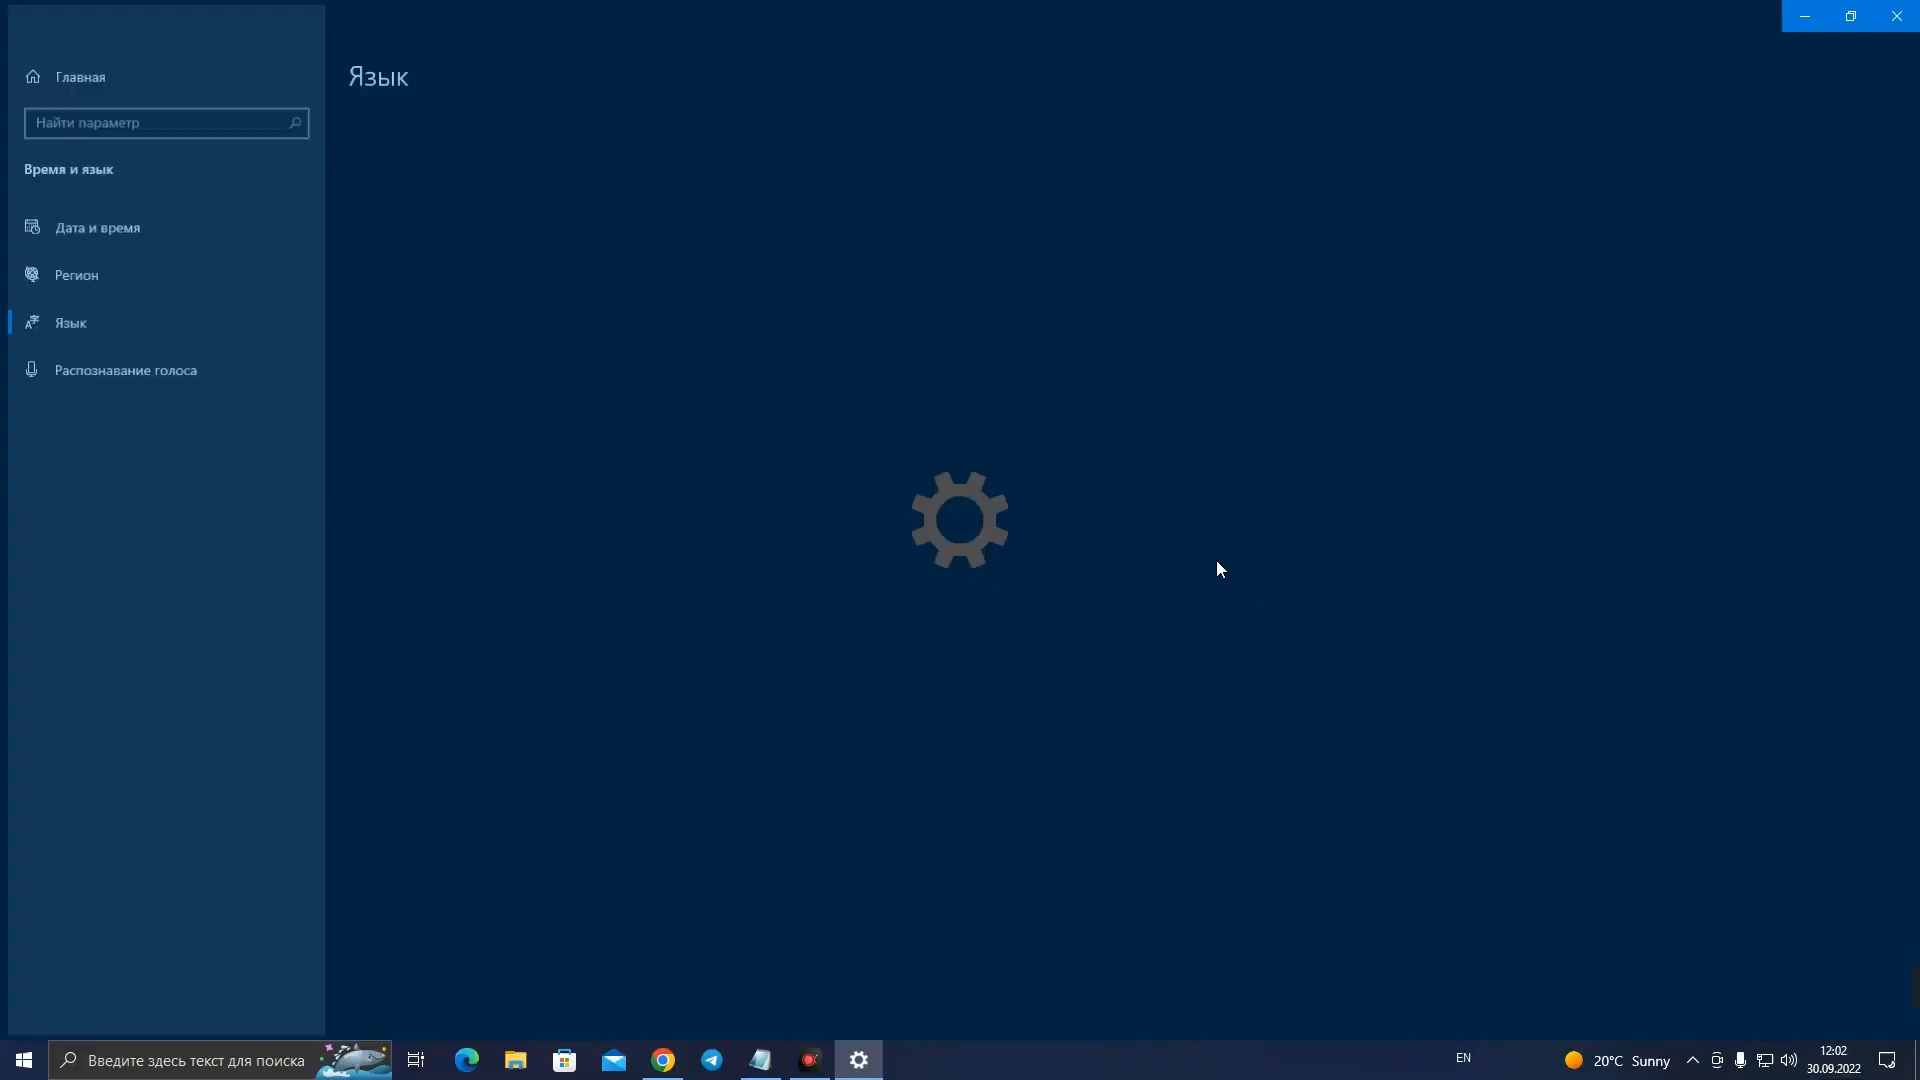 Главная
Язык
Найти параметр
Время и язык
Дата и время
Регион
Язык
Распознавание голоса
Введите здесь текст для поиска
EN
20°C Sunny
12:02
30.09.2022